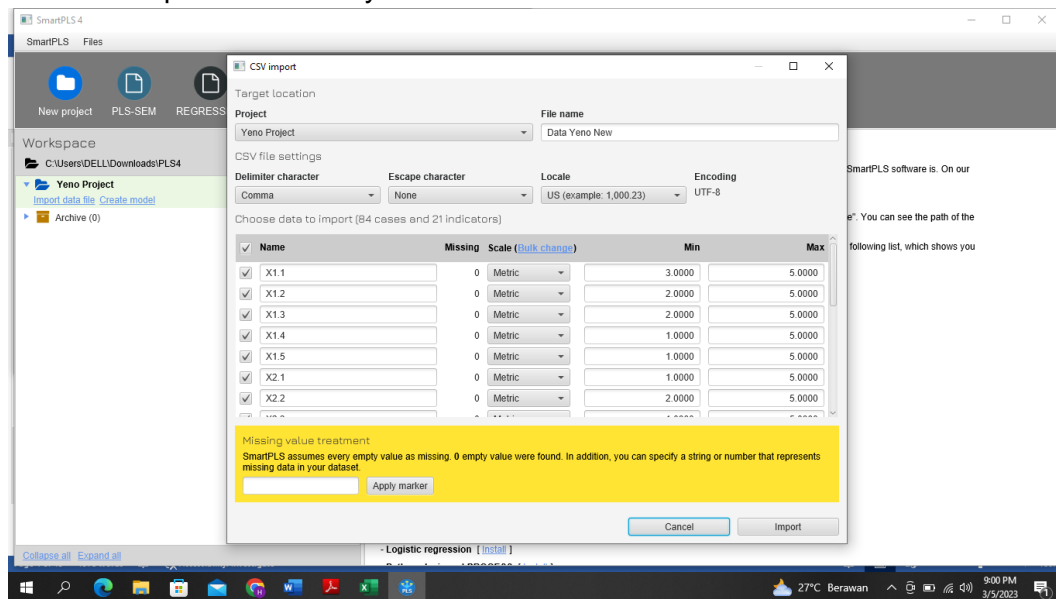 SmartPLS 4
SmartPLS Files
New project PLS-SEM REGRESS
Workspace
C:\Users\DELL\Downloads\PLS4
Yeno Project
Import data file Create model
Archive (0)
CSV import
Target location
Project File name
Yeno Project Data Yeno New
CSV file settings
Delimiter character Escape character Locale Encoding
Comma None US (example: 1,000.23) UTF-8
Choose data to import (84 cases and 21 indicators)
Name Missing Scale (Bulk change) Min Max
X1.1 0 Metric 3.0000 5.0000
X1.2 0 Metric 2.0000 5.0000
X1.3 0 Metric 2.0000 5.0000
X1.4 0 Metric 1.0000 5.0000
X1.5 0 Metric 1.0000 5.0000
X2.1 0 Metric 1.0000 5.0000
X2.2 0 Metric 2.0000 5.0000
Missing value treatment
SmartPLS assumes every empty value as missing. 0 empty value were found. In addition, you can specify a string or number that represents
missing data in your dataset.
Apply marker
Cancel Import
SmartPLS software is. On our
e". You can see the path of the
following list, which shows you
- Logistic regression [ Install ]
Collapse all Expand all
27°C Berawan
9:00 PM
3/5/2023